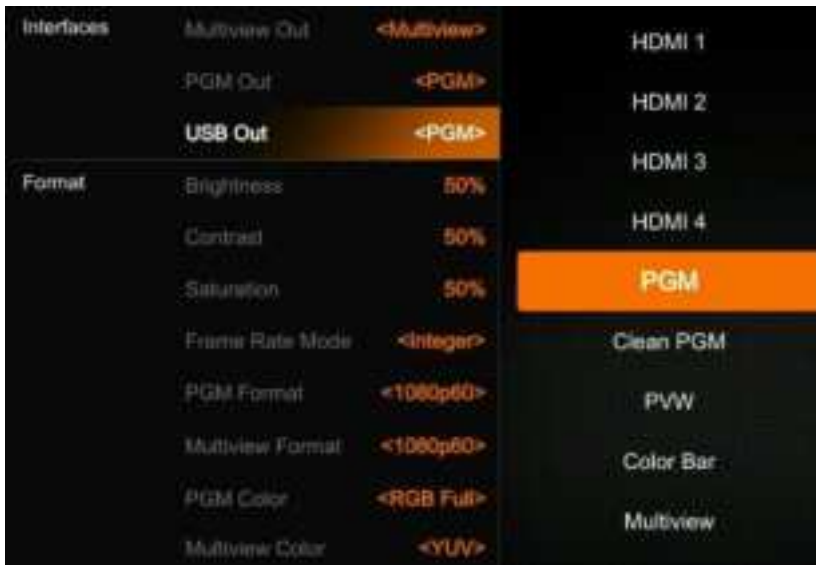 Interfaces
Multiview Out <Multiview>
PGM Out <PGM>
USB Out <PGM>
Format
Brightness 50%
Contrast 50%
Saturation 50%
Frame Rate Mode <Integer>
PGM Format <1080p60>
Multiview Format <1080p60>
PGM Color <RGB Full>
Multiview Color <YUV>
HDMI 1
HDMI 2
HDMI 3
HDMI 4
PGM
Clean PGM
PVW
Color Bar
Multiview